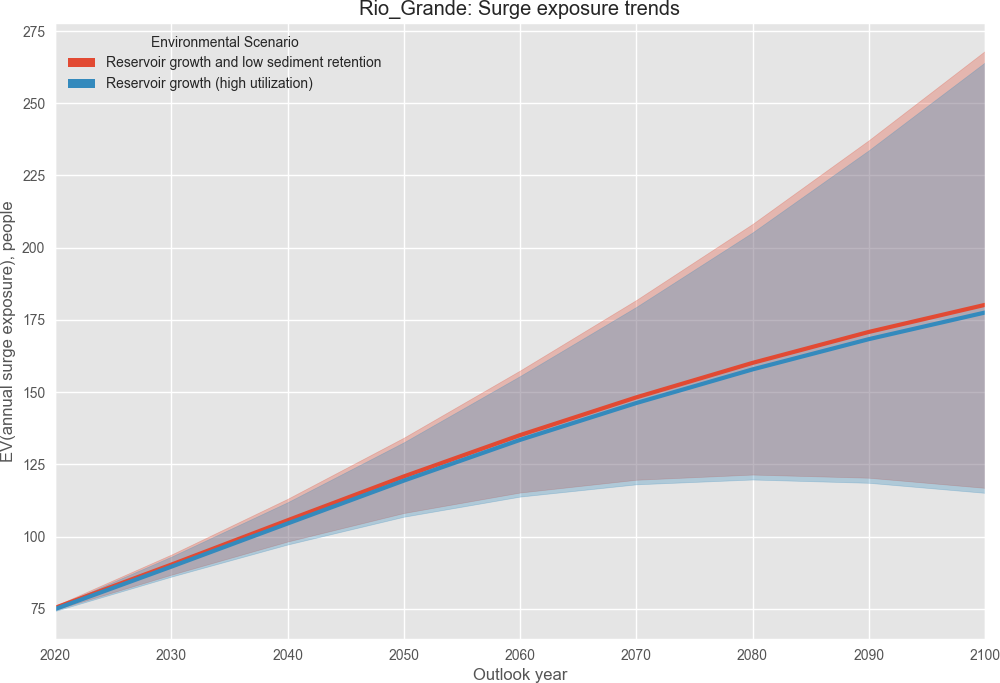 Rio_Grande: Surge exposure trends
Environmental Scenario
Reservoir growth and low sediment retention
Reservoir growth (high utilization)
EV(annual surge exposure), people
275
250
225
200
175
150
125
100
75
2020 2030 2040 2050 2060 2070 2080 2090 2100
Outlook year